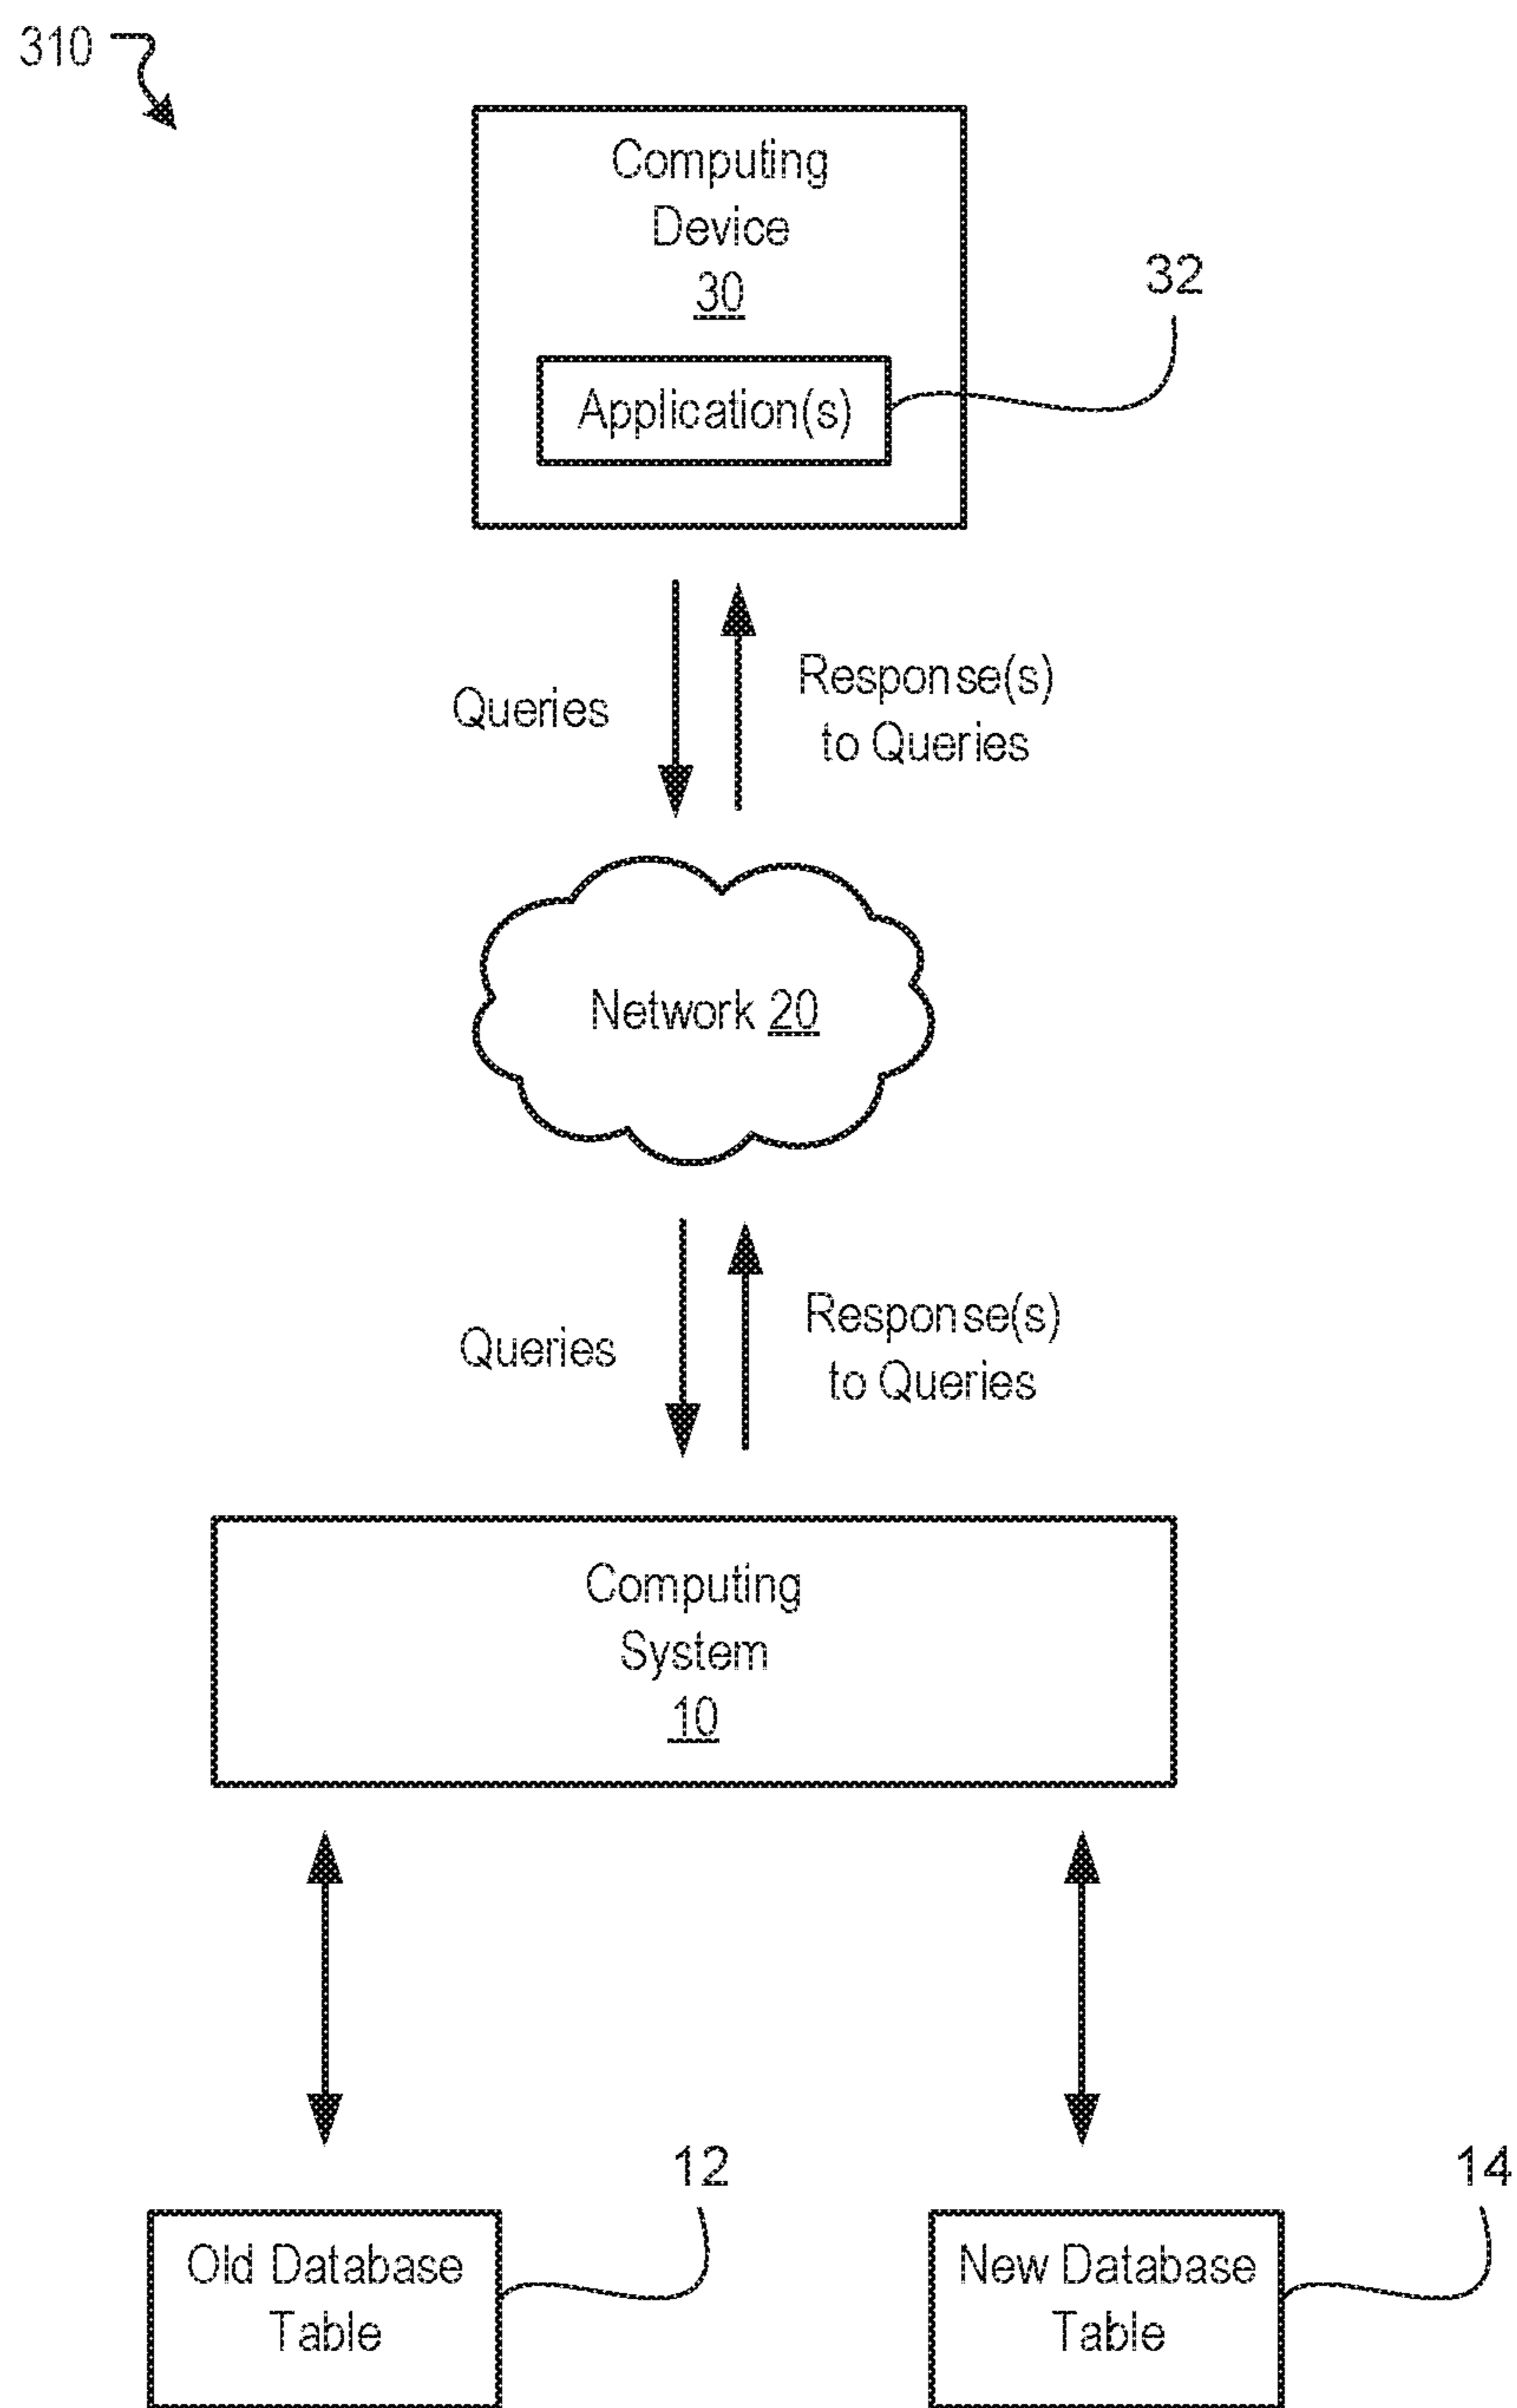 310
Computing
Device
30
32
Application(s)
Queries
Response(s)
to Queries
Network 20
Queries
Response(s)
to Queries
Computing
System
10
12
14
Old Database
Table
New Database
Table